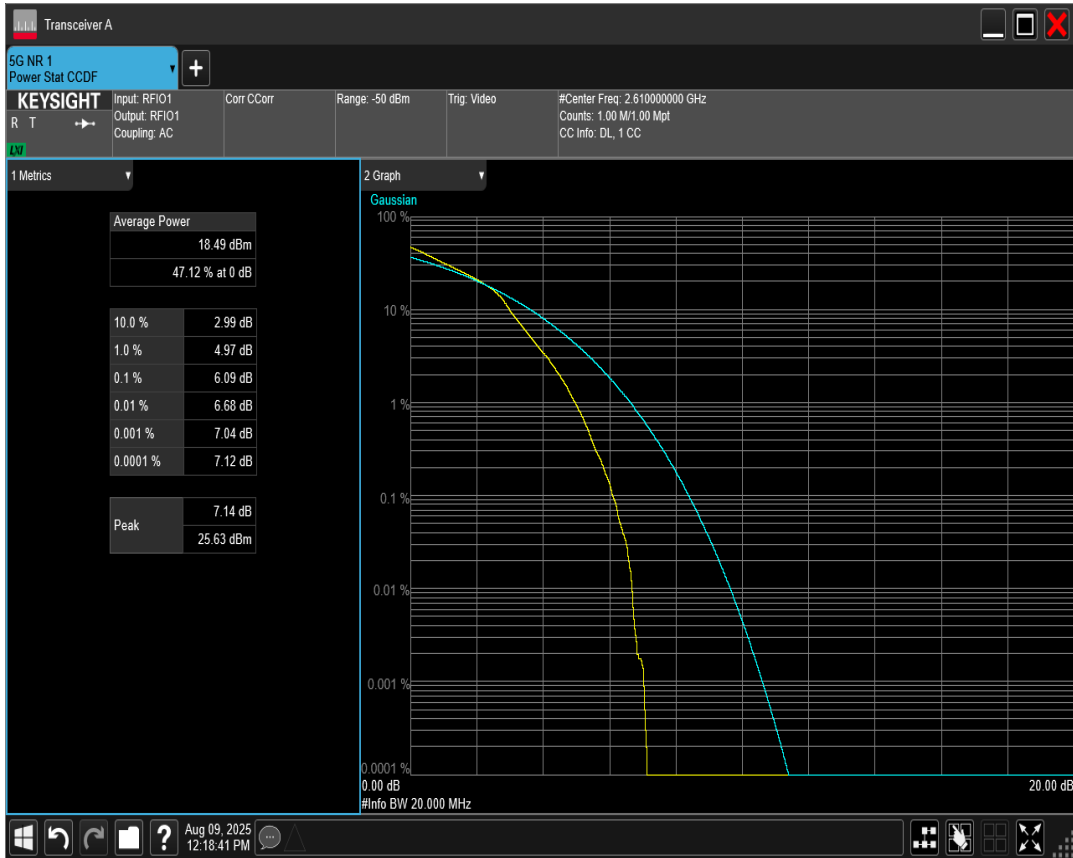 Transceiver A
5G NR 1
Power Stat CCDF
KEYSIGHT
R T
LXI
Input: RFIO1
Output: RFIO1
Coupling: AC
Corr CCorr
Range: -50 dBm
Trig: Video
#Center Freq: 2.610000000 GHz
Counts: 1.00 M/1.00 Mpt
CC Info: DL, 1 CC
1 Metrics
Average Power
18.49 dBm
47.12 % at 0 dB
10.0 % 2.99 dB
1.0 % 4.97 dB
0.1 % 6.09 dB
0.01 % 6.68 dB
0.001 % 7.04 dB
0.0001 % 7.12 dB
Peak
7.14 dB
25.63 dBm
2 Graph
Gaussian
100 %
10 %
1 %
0.1 %
0.01 %
0.001 %
0.0001 %
0.00 dB 20.00 dB
#Info BW 20.000 MHz
? Aug 09, 2025
12:18:41 PM